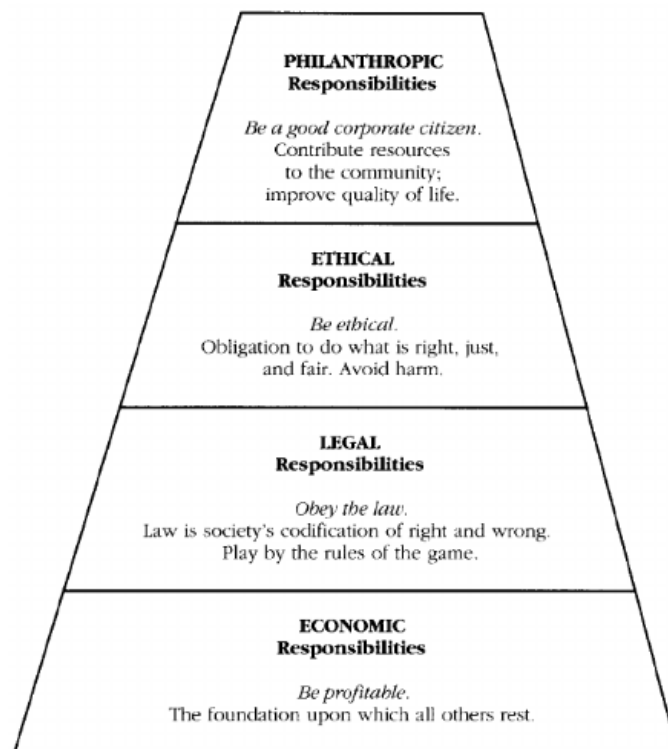 PHILANTHROPIC
Responsibilities
Be a good corporate citizen.
Contribute resources
to the community;
improve quality of life.
ETHICAL
Responsibilities
Be ethical.
Obligation to do what is right, just,
and fair. Avoid harm.
LEGAL
Responsibilities
Obey the law.
Law is society's codification of right and wrong.
Play by the rules of the game.
ECONOMIC
Responsibilities
Be profitable.
The foundation upon which all others rest.